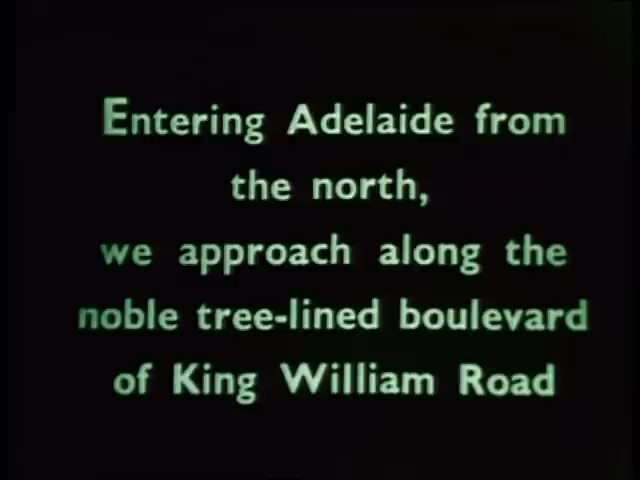 Entering Adelaide from
the north,
we approach along the
noble tree-lined boulevard
of King William Road